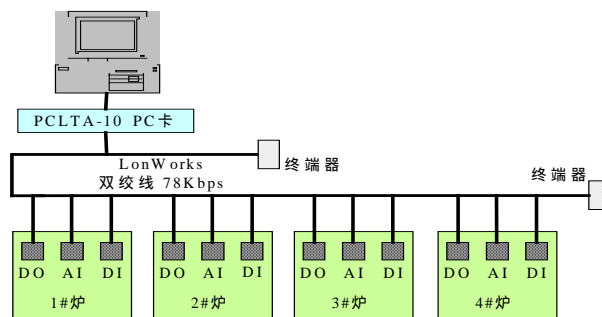 PCLTA-10 PC卡
LonWorks
双绞线 78Kbps
终端器
终端器
DO AI DI
DO AI DI
DO AI DI
DO AI DI
1#炉
2#炉
3#炉
4#炉